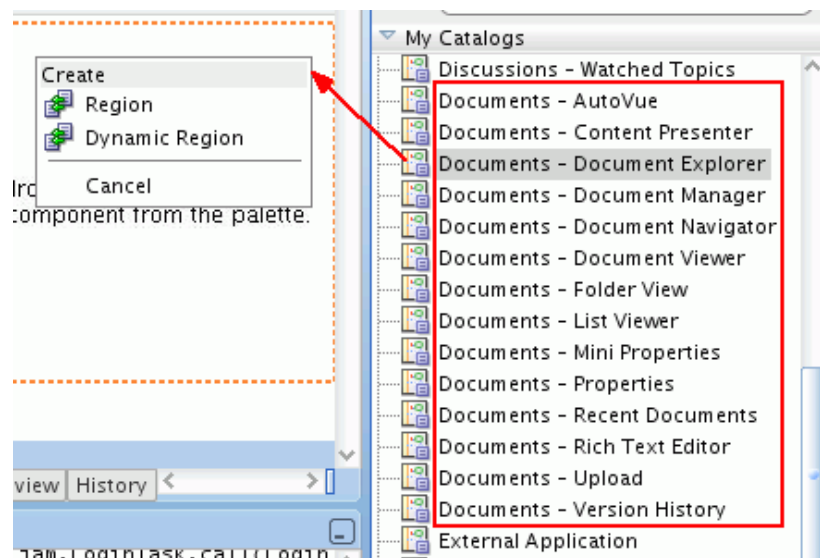 Create
Region
Dynamic Region
Cancel
component from the palette.
view
History
My Catalogs
Discussions - Watched Topics
Documents - AutoVue
Documents - Content Presenter
Documents - Document Explorer
Documents - Document Manager
Documents - Document Navigator
Documents - Document Viewer
Documents - Folder View
Documents - List Viewer
Documents - Mini Properties
Documents - Properties
Documents - Recent Documents
Documents - Rich Text Editor
Documents - Upload
Documents - Version History
External Application